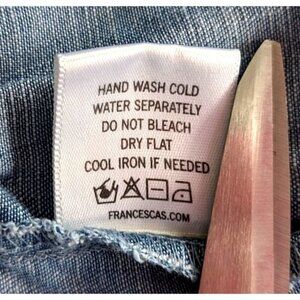 HAND WASH COLD
WATER SEPARATELY
DO NOT BLEACH
DRY FLAT
COOL IRON IF NEEDED
FRANCESCAS.COM